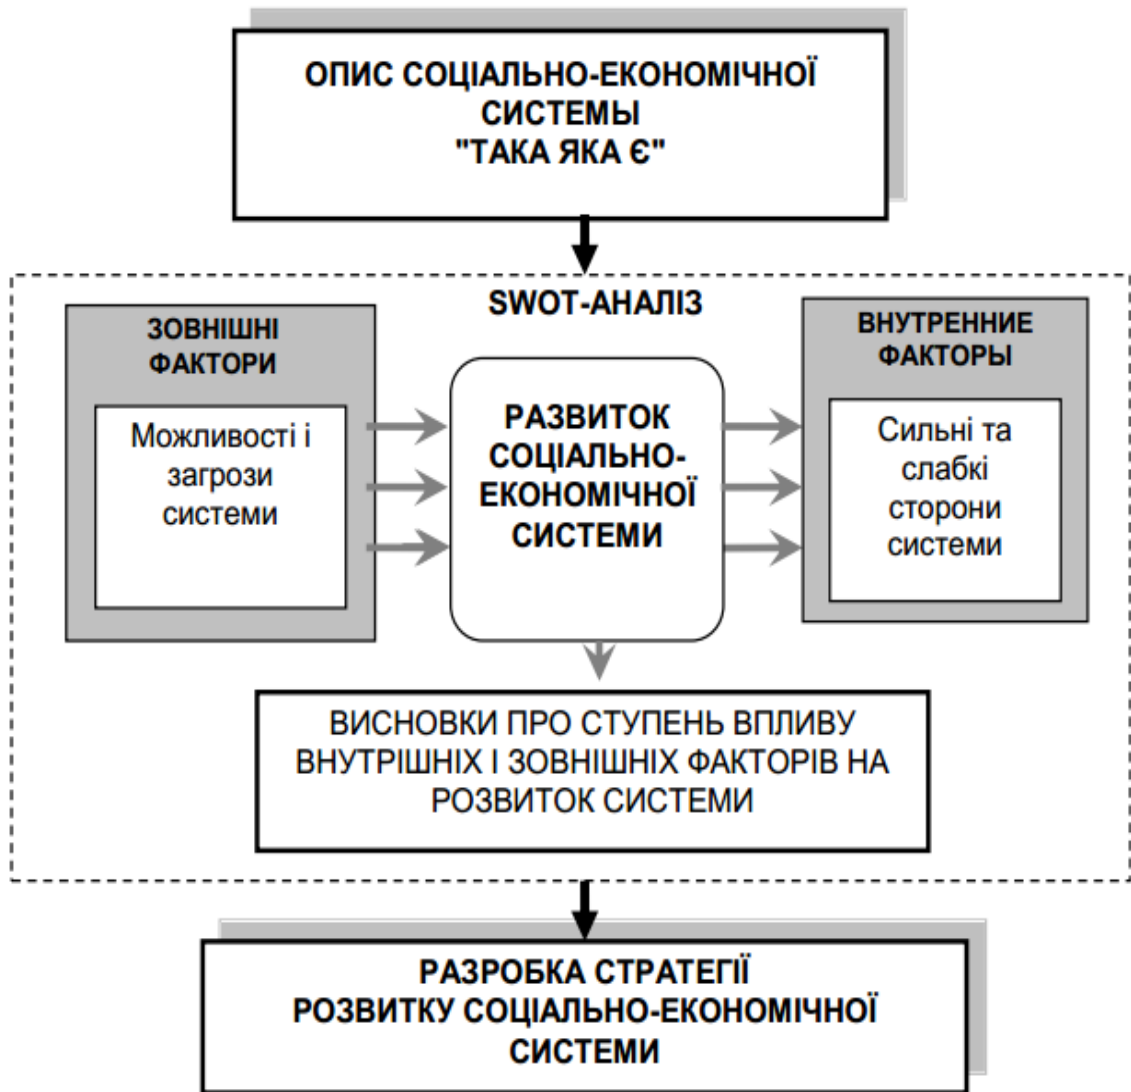 ОПИС СОЦІАЛЬНО-ЕКОНОМІЧНОЇ
СИСТЕМЫ
"ТАКА ЯКА Є"
SWOT-АНАЛІЗ
ЗОВНІШНІ
ФАКТОРИ
Можливості і
загрози
системи
РАЗВИТОК
СОЦІАЛЬНО-
ЕКОНОМІЧНОЇ
СИСТЕМИ
ВНУТРЕННИЕ
ФАКТОРЫ
Сильні та
слабкі
сторони
системи
ВИСНОВКИ ПРО СТУПЕНЬ ВПЛИВУ
ВНУТРІШНІХ І ЗОВНІШНІХ ФАКТОРІВ НА
РОЗВИТОК СИСТЕМИ
РАЗРОБКА СТРАТЕГІЇ
РОЗВИТКУ СОЦІАЛЬНО-ЕКОНОМІЧНОЇ
СИСТЕМИ